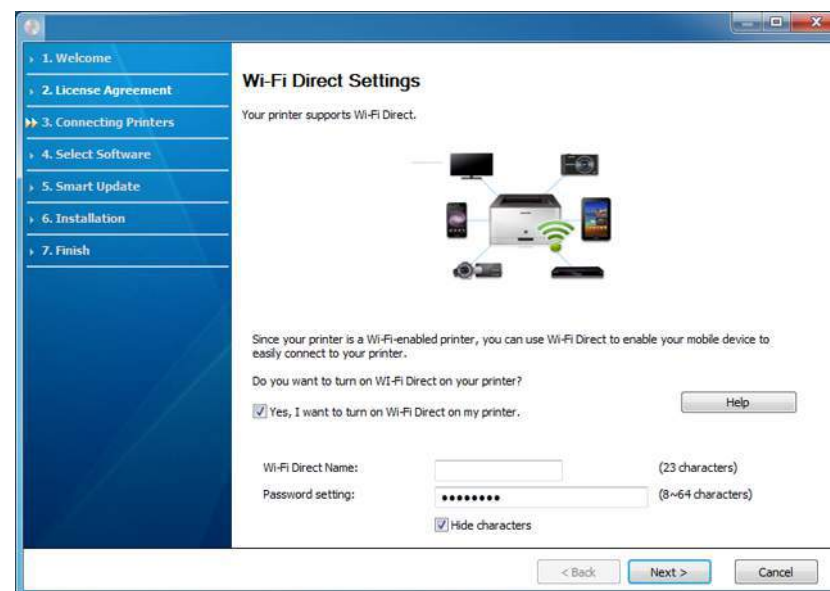 1. Welcome
2. License Agreement
3. Connecting Printers
4. Select Software
5. Smart Update
6. Installation
7. Finish
Wi-Fi Direct Settings
Your printer supports Wi-Fi Direct.
Since your printer is a Wi-Fi-enabled printer, you can use Wi-Fi Direct to enable your mobile device to
easily connect to your printer.
Do you want to turn on WI-Fi Direct on your printer?
Yes, I want to turn on Wi-Fi Direct on my printer.
Help
Wi-Fi Direct Name: (23 characters)
Password setting: •••••••• (8~64 characters)
Hide characters
< Back Next > Cancel